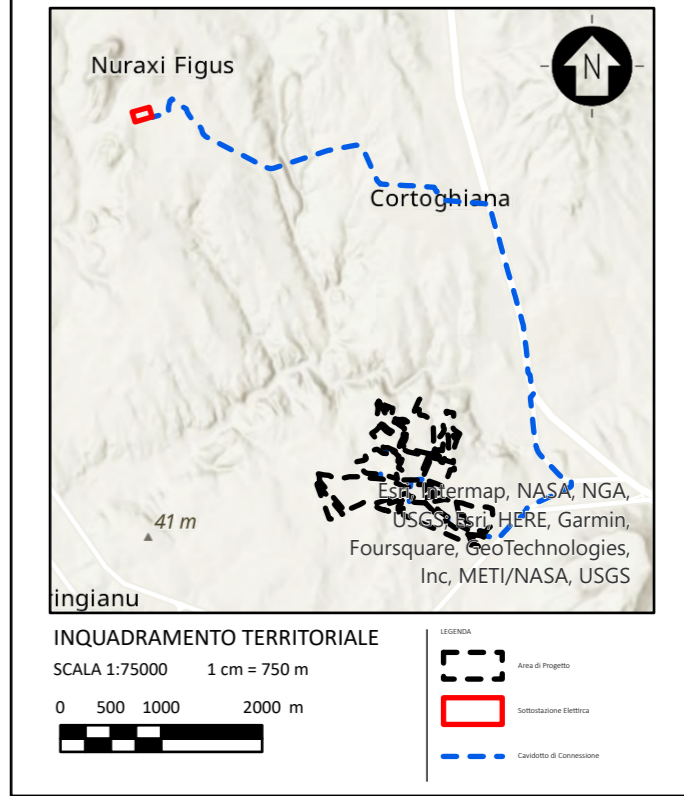 N
Nuraxi Figus
Cortoghiana
Esri, Intermap, NASA, NGA,
USGS; Esri, HERE, Garmin,
Foursquare, GeoTechnologies,
Inc, METI/NASA, USGS
41 m
ringianu
INQUADRAMENTO TERRITORIALE
SCALA 1:75000 1 cm = 750 m
0 500 1000 2000 m
LEGENDA
Area di Progetto
Sottostazione Elettirca
Cavidotto di Connessione